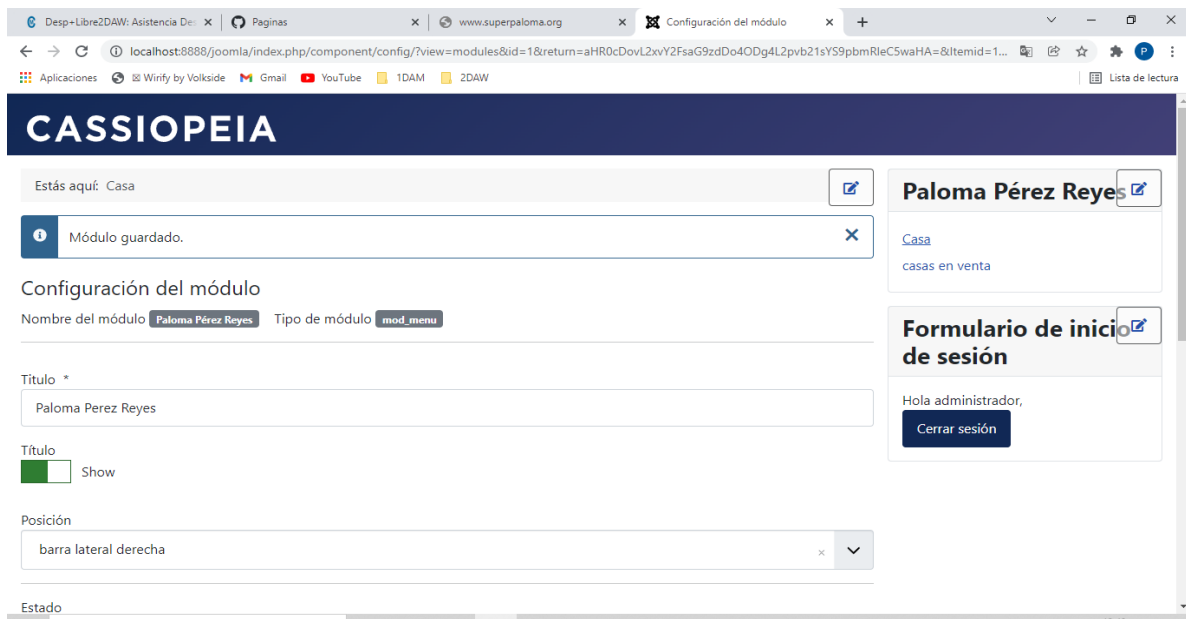 Desp+Libre2DAW: Asistencia Des
Paginas
www.superpaloma.org
Configuración del módulo
localhost:8888/joomla/index.php/component/config/?view=modules&id=1&return=aHR0cDovL2xvY2FsaG9zdDo4ODg4L2pvb21sYS9pbmRleC5waHA=&Itemid=1...
P
Aplicaciones
Wirify by Volkside
Gmail
YouTube
1DAM
2DAW
Lista de lectura
CASSIOPEIA
Estás aquí: Casa
Módulo guardado.
Configuración del módulo
Nombre del módulo Paloma Pérez Reyes Tipo de módulo mod_menu
Titulo *
Paloma Perez Reyes
Título
Show
Posición
barra lateral derecha
Estado
Paloma Pérez Reyes
Casa
casas en venta
Formulario de inicio
de sesión
Hola administrador,
Cerrar sesión